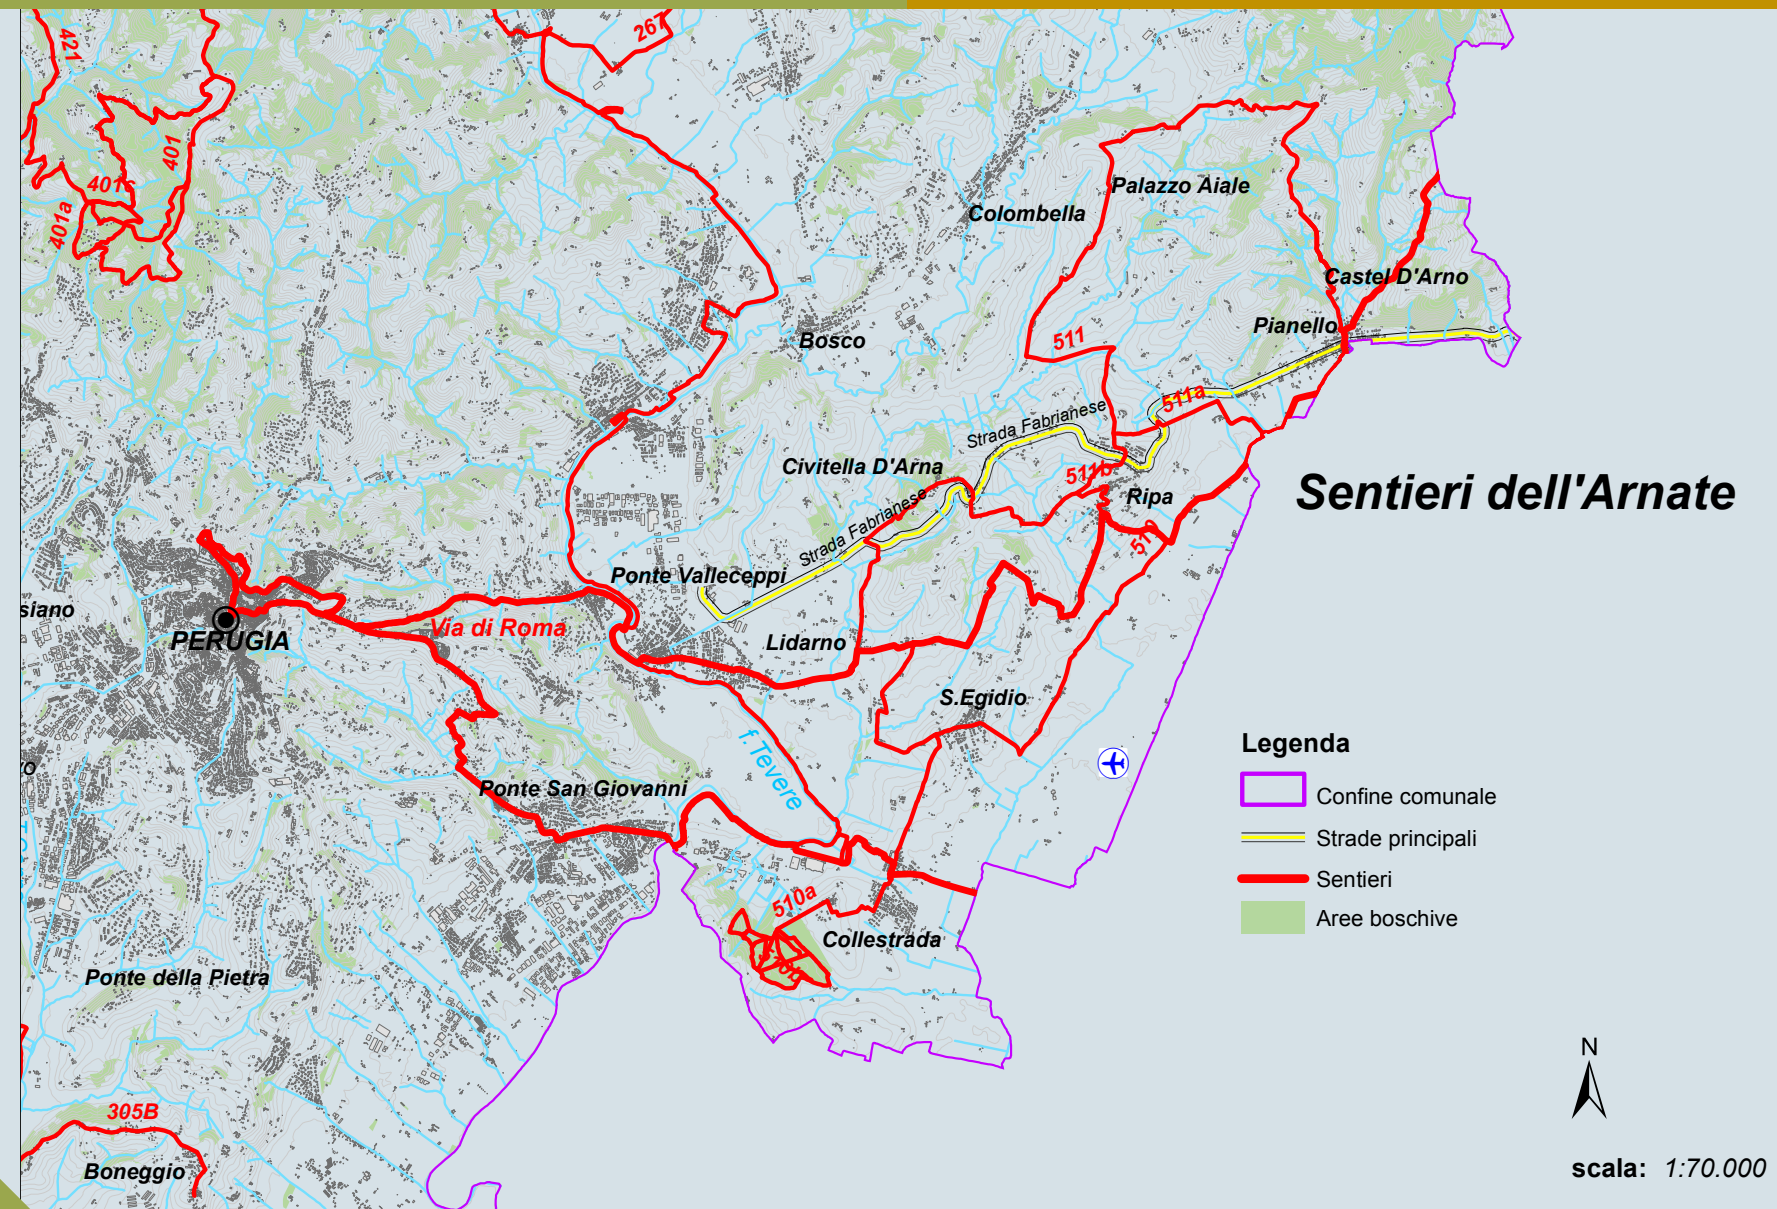 267
421
401
401c
401a
Palazzo Aiale
Colombella
Castel D'Arno
Pianello
Bosco
511
511a
Strada Fabrianese
Civitella D'Arna
511b
Ripa
Strada Fabrianese
Sentieri dell'Arnate
510
Ponte Valleceppi
siano
PERUGIA
Via di Roma
Lidarno
S.Egidio
f.Tevere
Ponte San Giovanni
510a
Collestrada
Ponte della Pietra
305B
Boneggio
Legenda
Confine comunale
Strade principali
Sentieri
Aree boschive
N
scala: 1:70.000